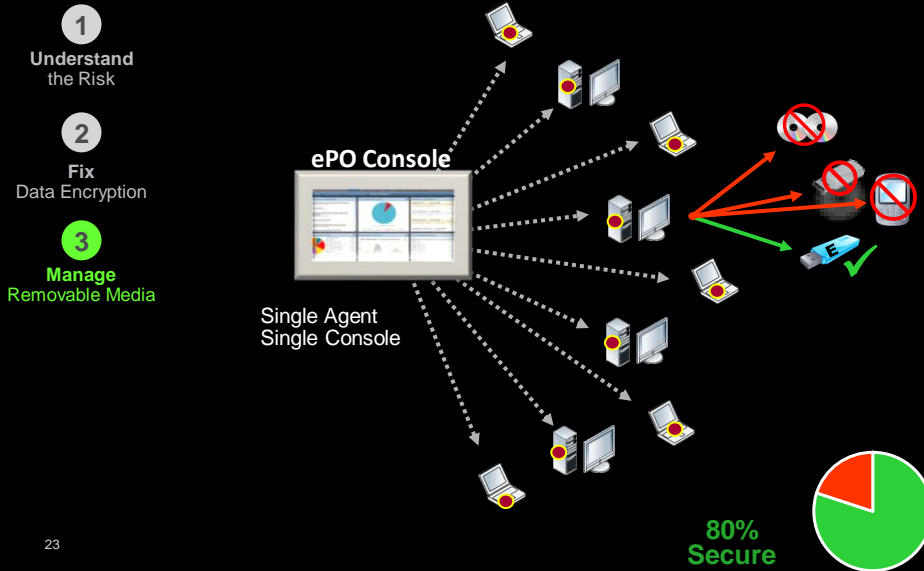 1
Understand
the Risk
2
Fix
Data Encryption
3
Manage
Removable Media
ePO Console
Single Agent
Single Console
E
80%
Secure
23